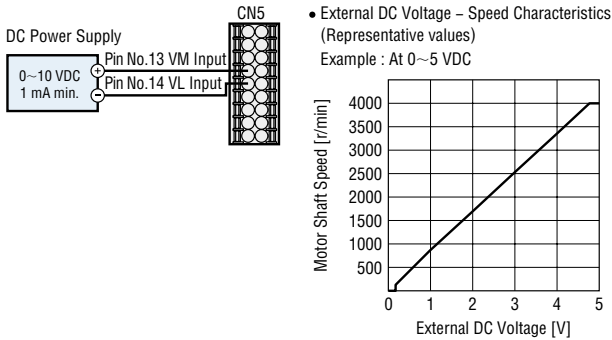 CN5
DC Power Supply
Pin No.13 VM Input
Pin No.14 VL Input
0~10 VDC
1 mA min.
+
−
• External DC Voltage – Speed Characteristics
(Representative values)
Example : At 0~5 VDC
Motor Shaft Speed [r/min]
4000
3500
3000
2500
2000
1500
1000
500
0 1 2 3 4 5
External DC Voltage [V]